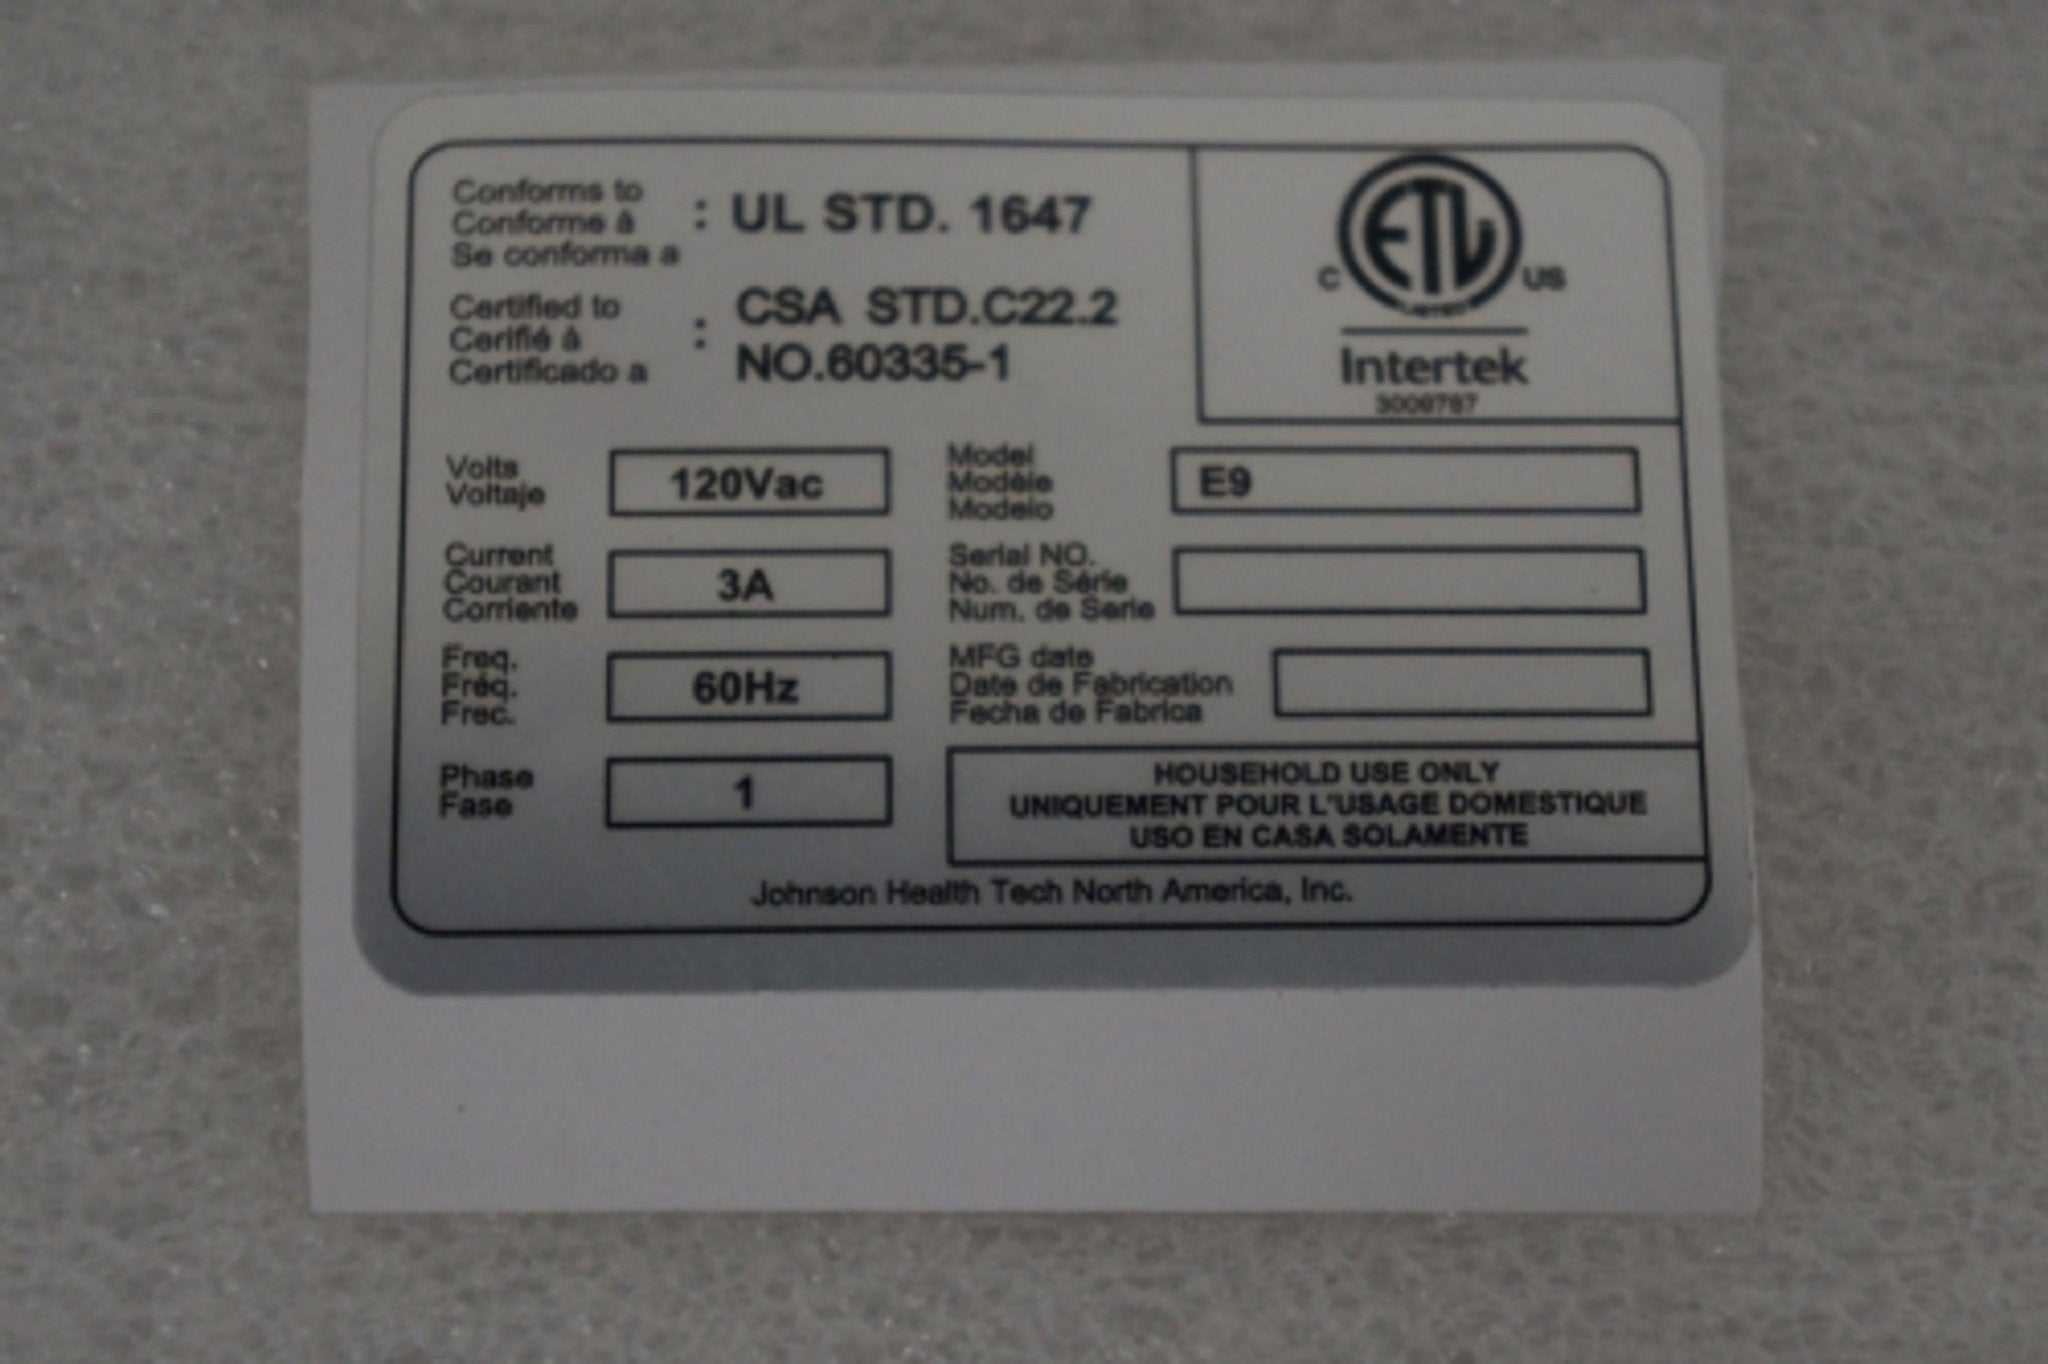 Conforms to
Conforme à
Se conforma a
: UL STD. 1647
Certified to
Cerifié à
Certificado a
: CSA STD.C22.2
NO.60335-1
C ETL US
Intertek
3009787
Volts
Voltaje
120Vac
Model
Modèle
Modelo
E9
Current
Courant
Corriente
3A
Serial NO.
No. de Série
Num. de Serie
Freq.
Fréq.
Frec.
60Hz
MFG date
Date de Fabrication
Fecha de Fabrica
Phase
Fase
1
HOUSEHOLD USE ONLY
UNIQUEMENT POUR L'USAGE DOMESTIQUE
USO EN CASA SOLAMENTE
Johnson Health Tech North America, Inc.